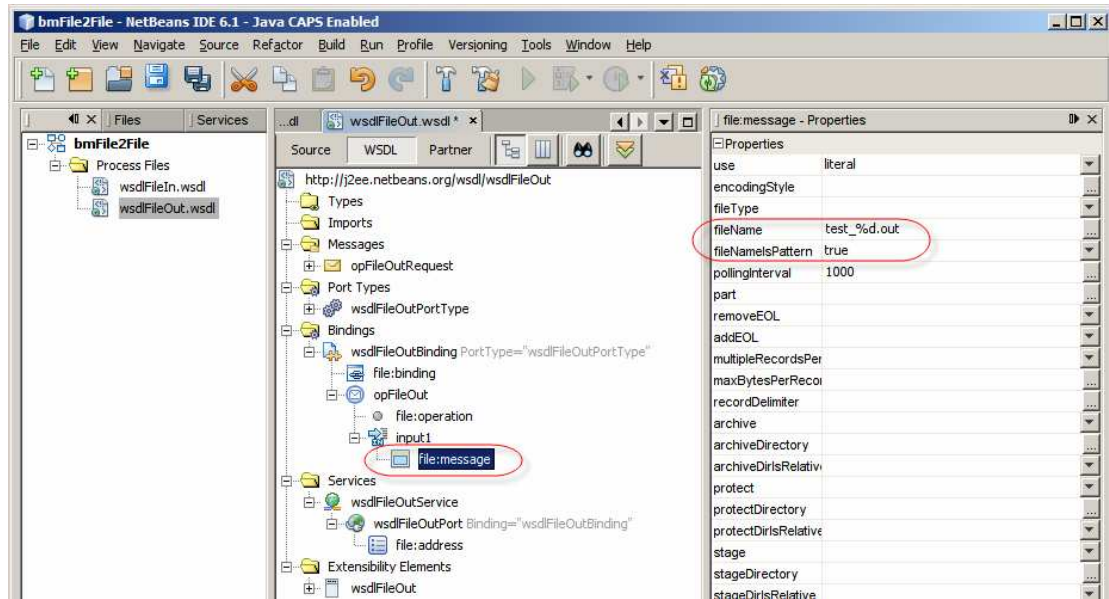 bmFile2File - NetBeans IDE 6.1 - Java CAPS Enabled
File Edit View Navigate Source Refactor Build Run Profile Versioning Tools Window Help
Files Services
bmFile2File
Process Files
wsdlFileIn.wsdl
wsdlFileOut.wsdl
...dl wsdlFileOut.wsdl *
Source WSDL Partner
http://j2ee.netbeans.org/wsdl/wsdlFileOut
Types
Imports
Messages
opFileOutRequest
Port Types
wsdlFileOutPortType
Bindings
wsdlFileOutBinding PortType="wsdlFileOutPortType"
file:binding
opFileOut
file:operation
input1
file:message
Services
wsdlFileOutService
wsdlFileOutPort Binding="wsdlFileOutBinding"
file:address
Extensibility Elements
wsdlFileOut
file:message - Properties
Properties
use literal
encodingStyle
fileType
fileName test_%d.out
fileNameIsPattern true
pollingInterval 1000
part
removeEOL
addEOL
multipleRecordsPer
maxBytesPerRecor
recordDelimiter
archive
archiveDirectory
archiveDirIsRelativ
protect
protectDirectory
protectDirIsRelative
stage
stageDirectory
stageDirIsRelative